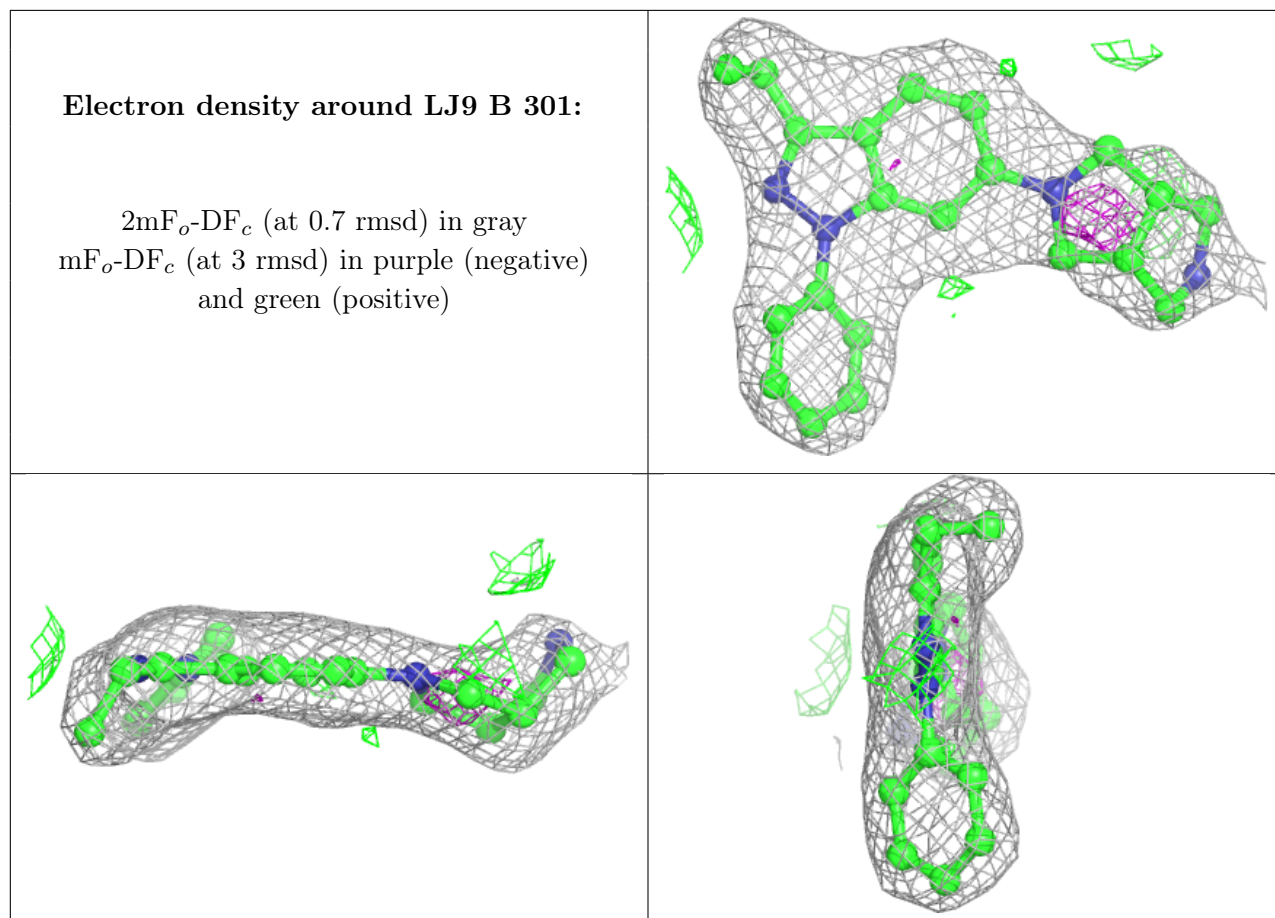 Electron density around LJ9 B 301:
2mFo-DFc (at 0.7 rmsd) in gray
mFo-DFc (at 3 rmsd) in purple (negative)
and green (positive)